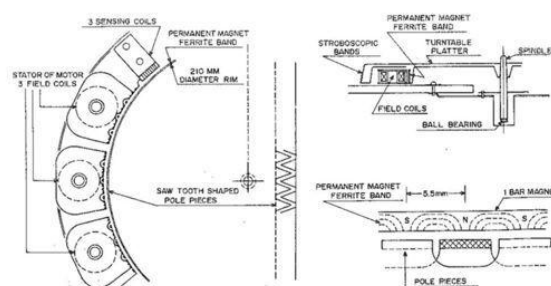 3 SENSING COILS
PERMANENT MAGNET
FERRITE BAND
210 MM
DIAMETER RIM
STATOR OF MOTOR
3 FIELD COILS
SAW TOOTH SHAPED
POLE PIECES
PERMANENT MAGNET
FERRITE BAND
STROBOSCOPIC
BANDS
TURNTABLE
PLATTER
SPINDLE
FIELD COILS
BALL BEARING
PERMANENT MAGNET
FERRITE BAND
5.5mm
1 BAR MAGN
S N S
POLE PIECES